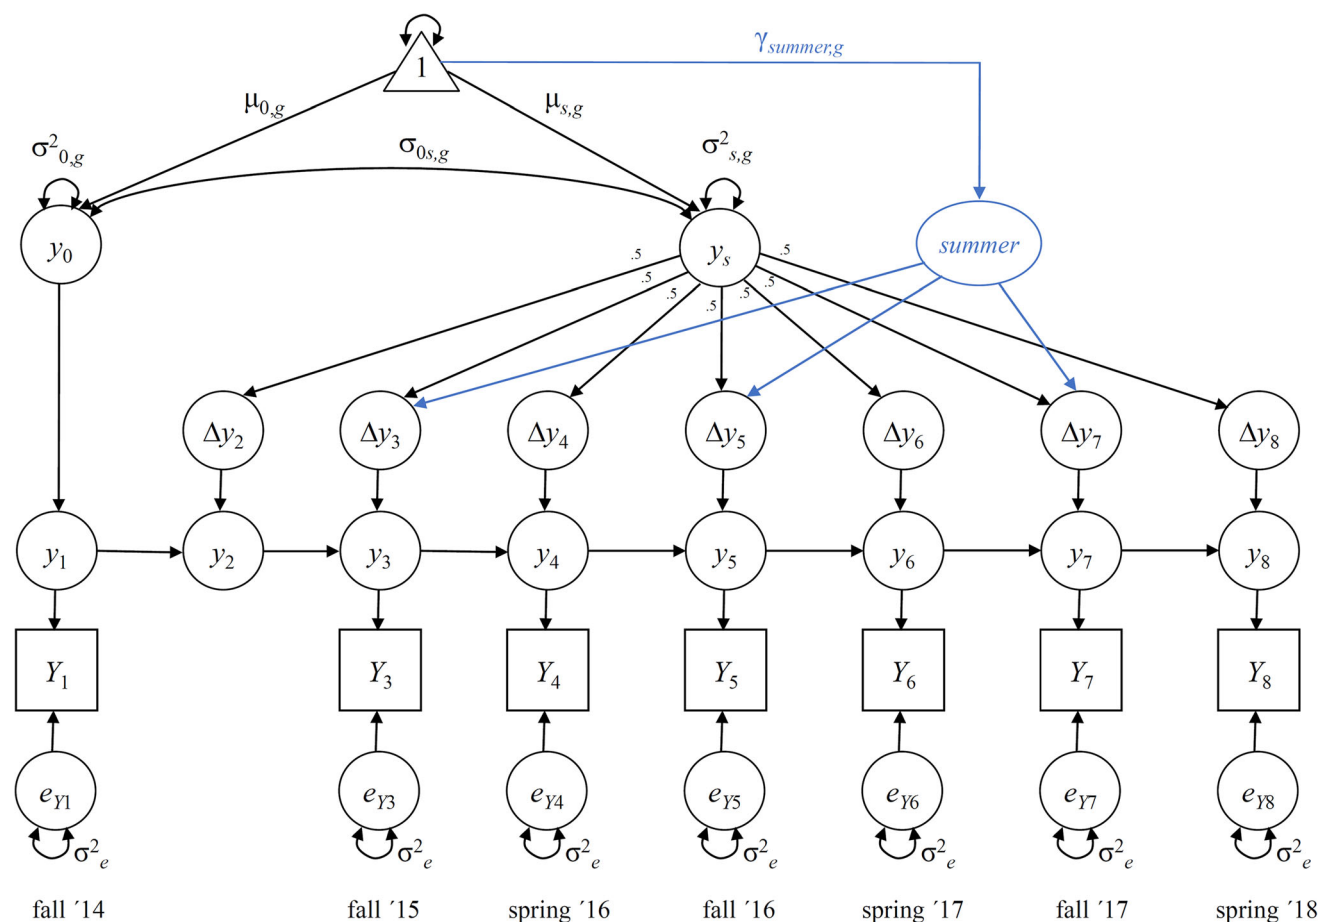 1
γsummer,g
μ0,g
μs,g
σ²0,g
σ0s,g
σ²s,g
y0
ys
summer
.5 .5 .5 .5 .5 .5 .5
Δy2 Δy3 Δy4 Δy5 Δy6 Δy7 Δy8
y1 y2 y3 y4 y5 y6 y7 y8
Y1 Y3 Y4 Y5 Y6 Y7 Y8
eY1 eY3 eY4 eY5 eY6 eY7 eY8
σ²e σ²e σ²e σ²e σ²e σ²e σ²e
fall ´14 fall ´15 spring ´16 fall ´16 spring ´17 fall ´17 spring ´18